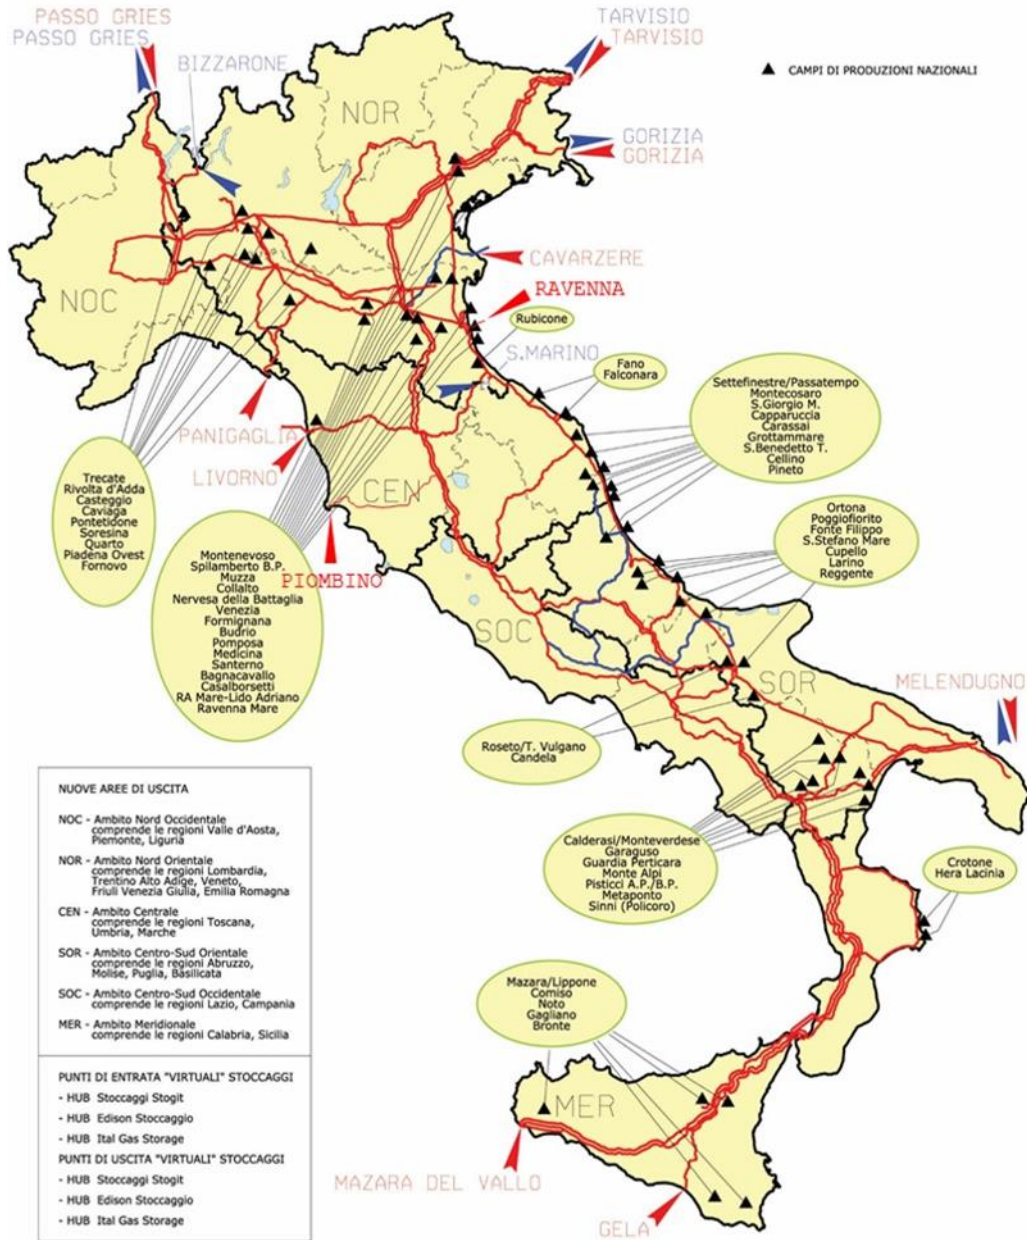 PASSO GRIES
PASSO GRIES
BIZZARONE
TARVISIO
TARVISIO
▲ CAMPI DI PRODUZIONI NAZIONALI
NOR
GORIZIA
GORIZIA
CAVARZERE
RAVENNA
NOC
Rubicone
S.MARINO
Fano
Falconara
Settefinestre/Passatempo
Montecosaro
S.Giorgio M.
Capparuccia
Carassai
Grottammare
S.Benedetto T.
Cellino
Pineto
PANIGAGLIA
LIVORNO
CEN
Trecate
Rivolta d'Adda
Casteggio
Caviaga
Pontetidone
Soresina
Quarto
Piadena Ovest
Fornovo
Ortona
Poggiofiorito
Fonte Filippo
S.Stefano Mare
Cupello
Larino
Reggente
Montenevoso
Spilamberto B.P.
Muzza
Collalto
Nervesa della Battaglia
Venezia
Formignana
Budrio
Pomposa
Medicina
Santerno
Bagnacavallo
Casalborsetti
RA Mare-Lido Adriano
Ravenna Mare
PIOMBINO
SOC
SOR
MELENDUGNO
Roseto/T. Vulgano
Candela
Calderasi/Monteverdese
Garaguso
Guardia Perticara
Monte Alpi
Pisticci A.P./B.P.
Metaponto
Sinni (Policoro)
Crotone
Hera Lacinia
Mazara/Lippone
Comiso
Noto
Gagliano
Bronte
MER
MAZARA DEL VALLO
GELA
NUOVE AREE DI USCITA
NOC - Ambito Nord Occidentale
comprende le regioni Valle d'Aosta,
Piemonte, Liguria
NOR - Ambito Nord Orientale
comprende le regioni Lombardia,
Trentino Alto Adige, Veneto,
Friuli Venezia Giulia, Emilia Romagna
CEN - Ambito Centrale
comprende le regioni Toscana,
Umbria, Marche
SOR - Ambito Centro-Sud Orientale
comprende le regioni Abruzzo,
Molise, Puglia, Basilicata
SOC - Ambito Centro-Sud Occidentale
comprende le regioni Lazio, Campania
MER - Ambito Meridionale
comprende le regioni Calabria, Sicilia
PUNTI DI ENTRATA "VIRTUALI" STOCCAGGI
- HUB Stoccaggi Stogit
- HUB Edison Stoccaggio
- HUB Ital Gas Storage
PUNTI DI USCITA "VIRTUALI" STOCCAGGI
- HUB Stoccaggi Stogit
- HUB Edison Stoccaggio
- HUB Ital Gas Storage